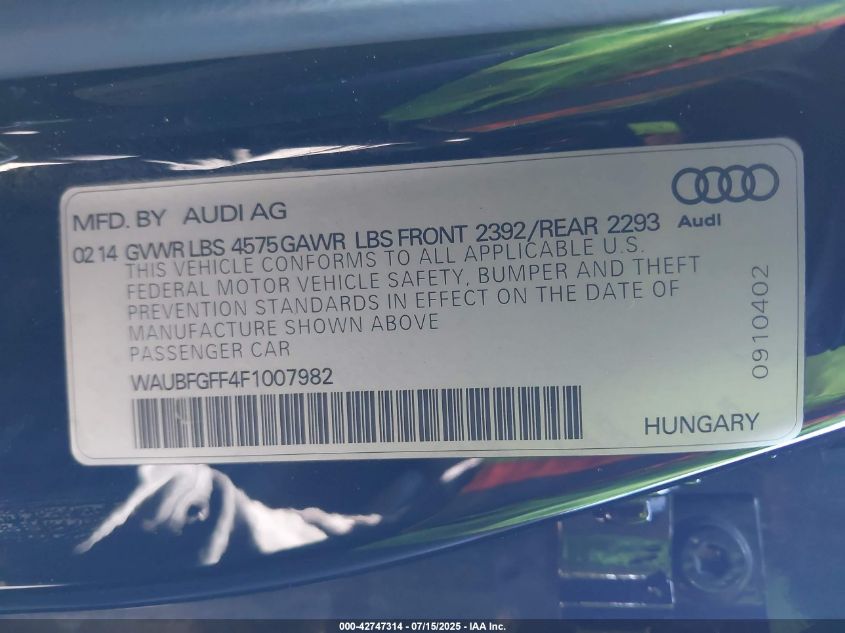 MFD. BY AUDI AG
Audi
02 14 GVWR LBS 4575 GAWR LBS FRONT 2392/REAR 2293
THIS VEHICLE CONFORMS TO ALL APPLICABLE U.S.
FEDERAL MOTOR VEHICLE SAFETY, BUMPER AND THEFT
PREVENTION STANDARDS IN EFFECT ON THE DATE OF
MANUFACTURE SHOWN ABOVE
PASSENGER CAR
0910402
WAUBFGFF4F1007982
HUNGARY
000-42747314 - 07/15/2025 - IAA Inc.